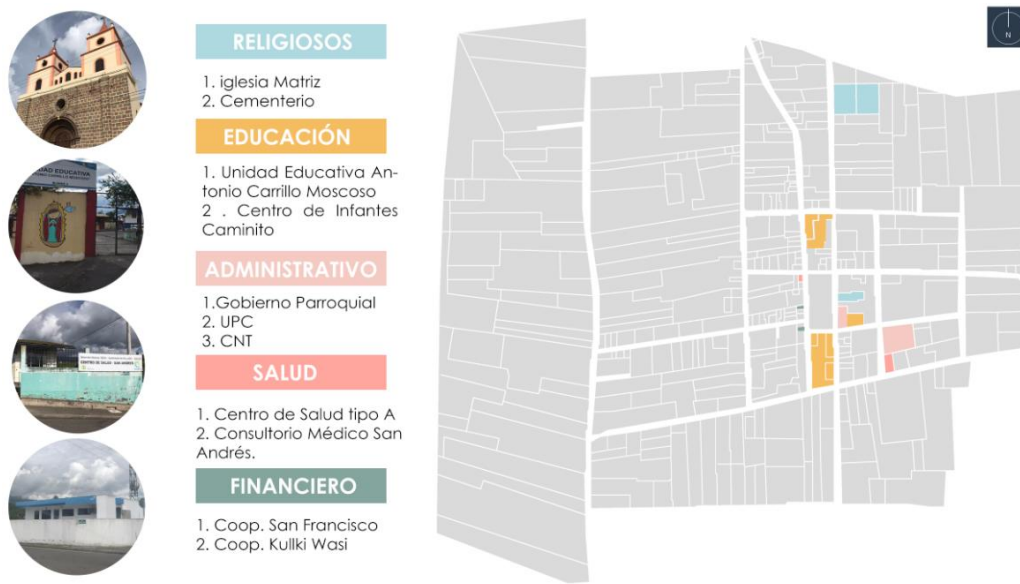 RELIGIOSOS
1. iglesia Matriz
2. Cementerio
EDUCACIÓN
1. Unidad Educativa An-
tonio Carrillo Moscoso
2 . Centro de Infantes
Caminito
ADMINISTRATIVO
1.Gobierno Parroquial
2. UPC
3. CNT
SALUD
1. Centro de Salud tipo A
2. Consultorio Médico San
Andrés.
FINANCIERO
1. Coop. San Francisco
2. Coop. Kullki Wasi
N